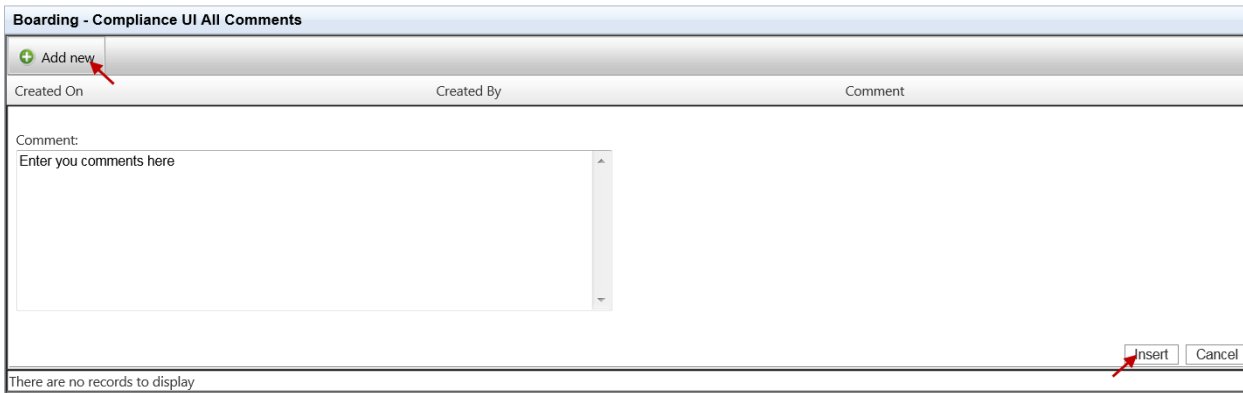 Boarding - Compliance UI All Comments
Add new
Created On Created By Comment
Comment:
Enter you comments here
Insert Cancel
There are no records to display